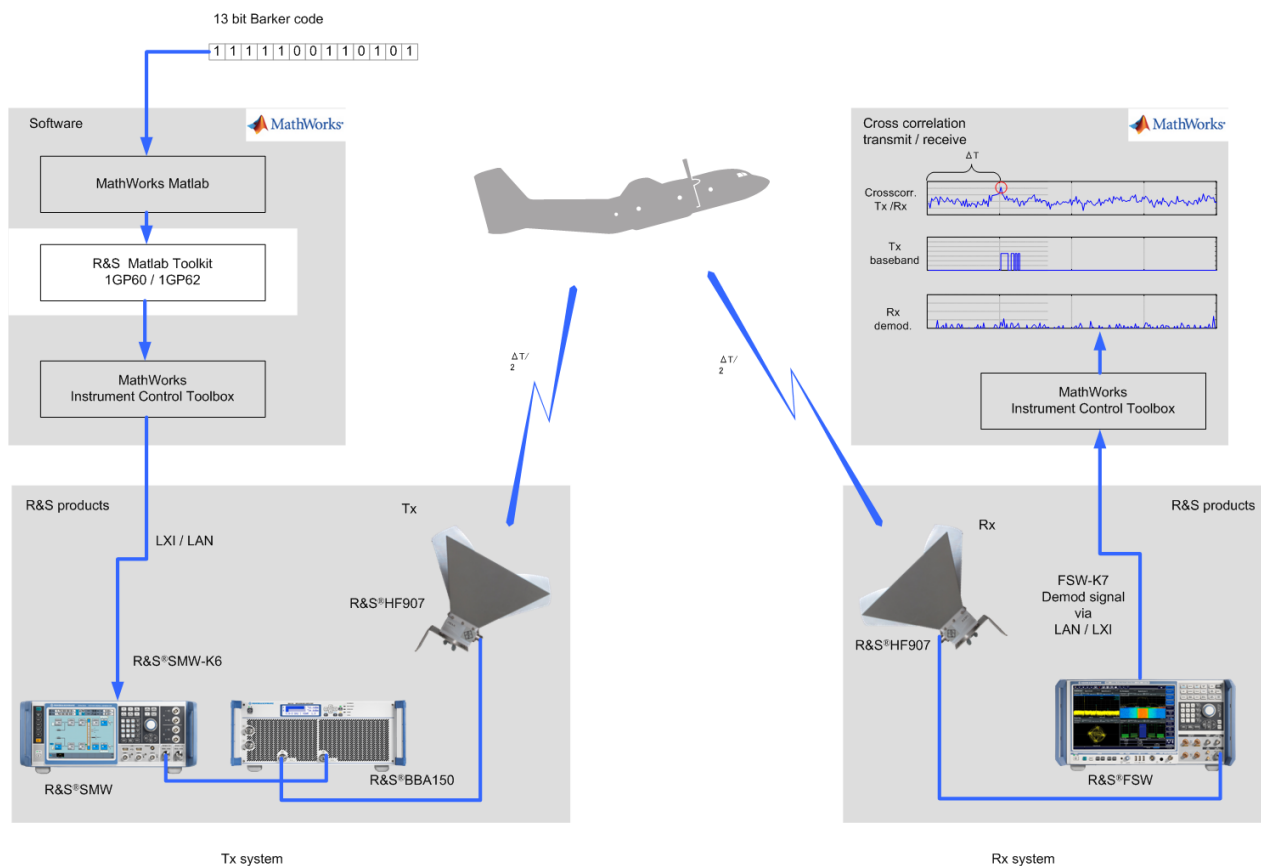 13 bit Barker code
1 1 1 1 1 0 0 1 1 0 1 0 1
Software
MathWorks
MathWorks Matlab
R&S Matlab Toolkit
1GP60 / 1GP62
MathWorks
Instrument Control Toolbox
Cross correlation
transmit / receive
MathWorks
ΔT
Crosscorr.
Tx /Rx
Tx
baseband
Rx
demod.
MathWorks
Instrument Control Toolbox
ΔT/
2
ΔT/
2
R&S products
Tx
LXI / LAN
R&S®HF907
R&S®SMW-K6
R&S®SMW
R&S®BBA150
R&S products
Rx
FSW-K7
Demod signal
via
LAN / LXI
R&S®HF907
R&S®FSW
Tx system
Rx system